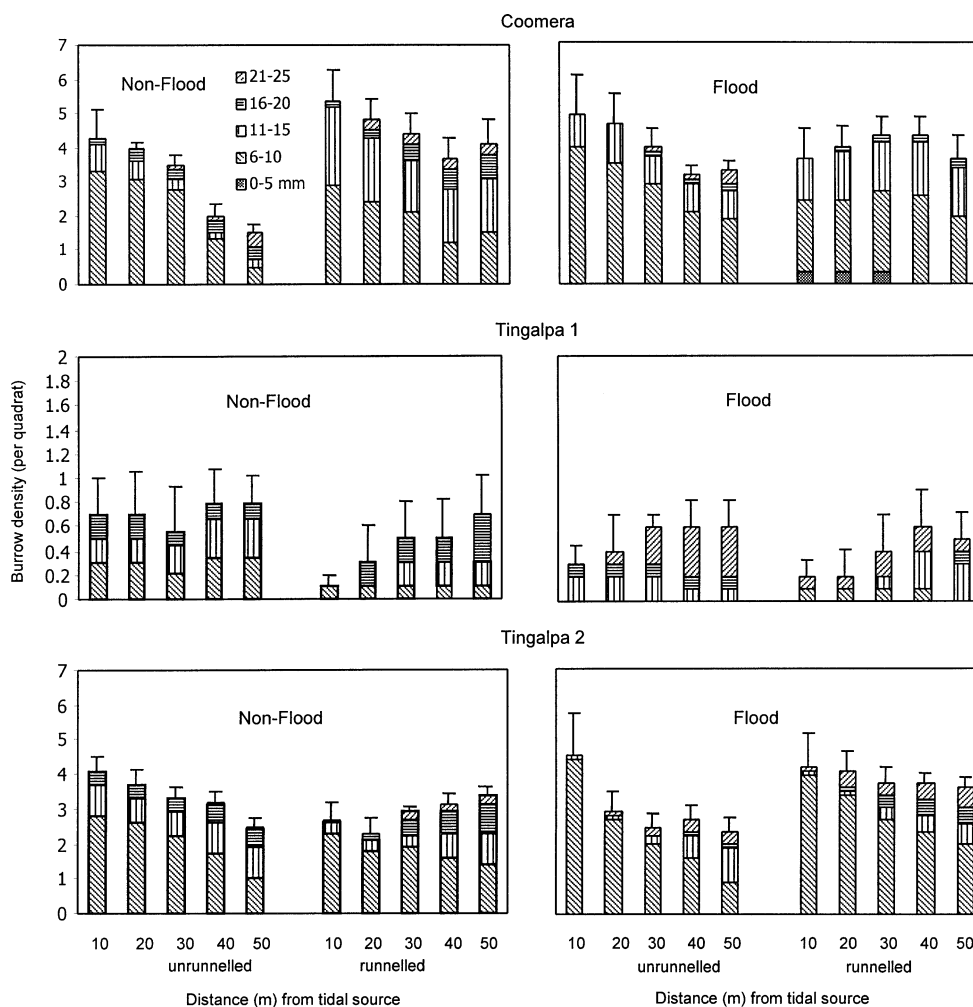 Coomera
7
6
5
4
3
2
1
0
Non-Flood
21-25
16-20
11-15
6-10
0-5 mm
Flood
Tingalpa 1
Burrow density (per quadrat)
2
1.8
1.6
1.4
1.2
1
0.8
0.6
0.4
0.2
0
Non-Flood
Flood
Tingalpa 2
7
6
5
4
3
2
1
0
Non-Flood
Flood
10 20 30 40 50 10 20 30 40 50 10 20 30 40 50 10 20 30 40 50
unrunnelled runnelled unrunnelled runnelled
Distance (m) from tidal source Distance (m) from tidal source